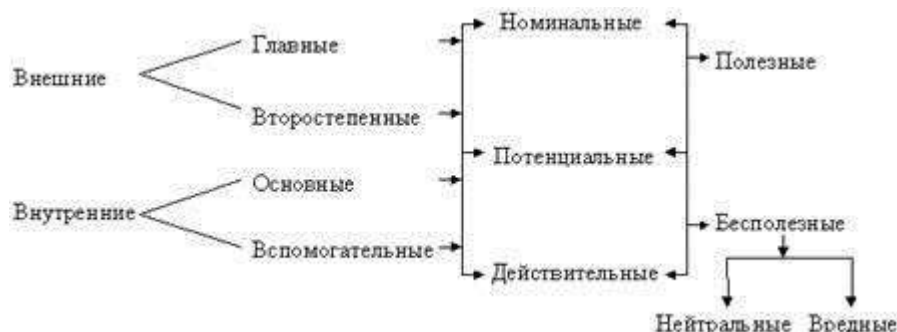 Номинальные
Главные
Полезные
Внешние
Второстепенные
Потенциальные
Основные
Внутренние
Бесполезные
Вспомогательные
Действительные
Нейтральные Вредные